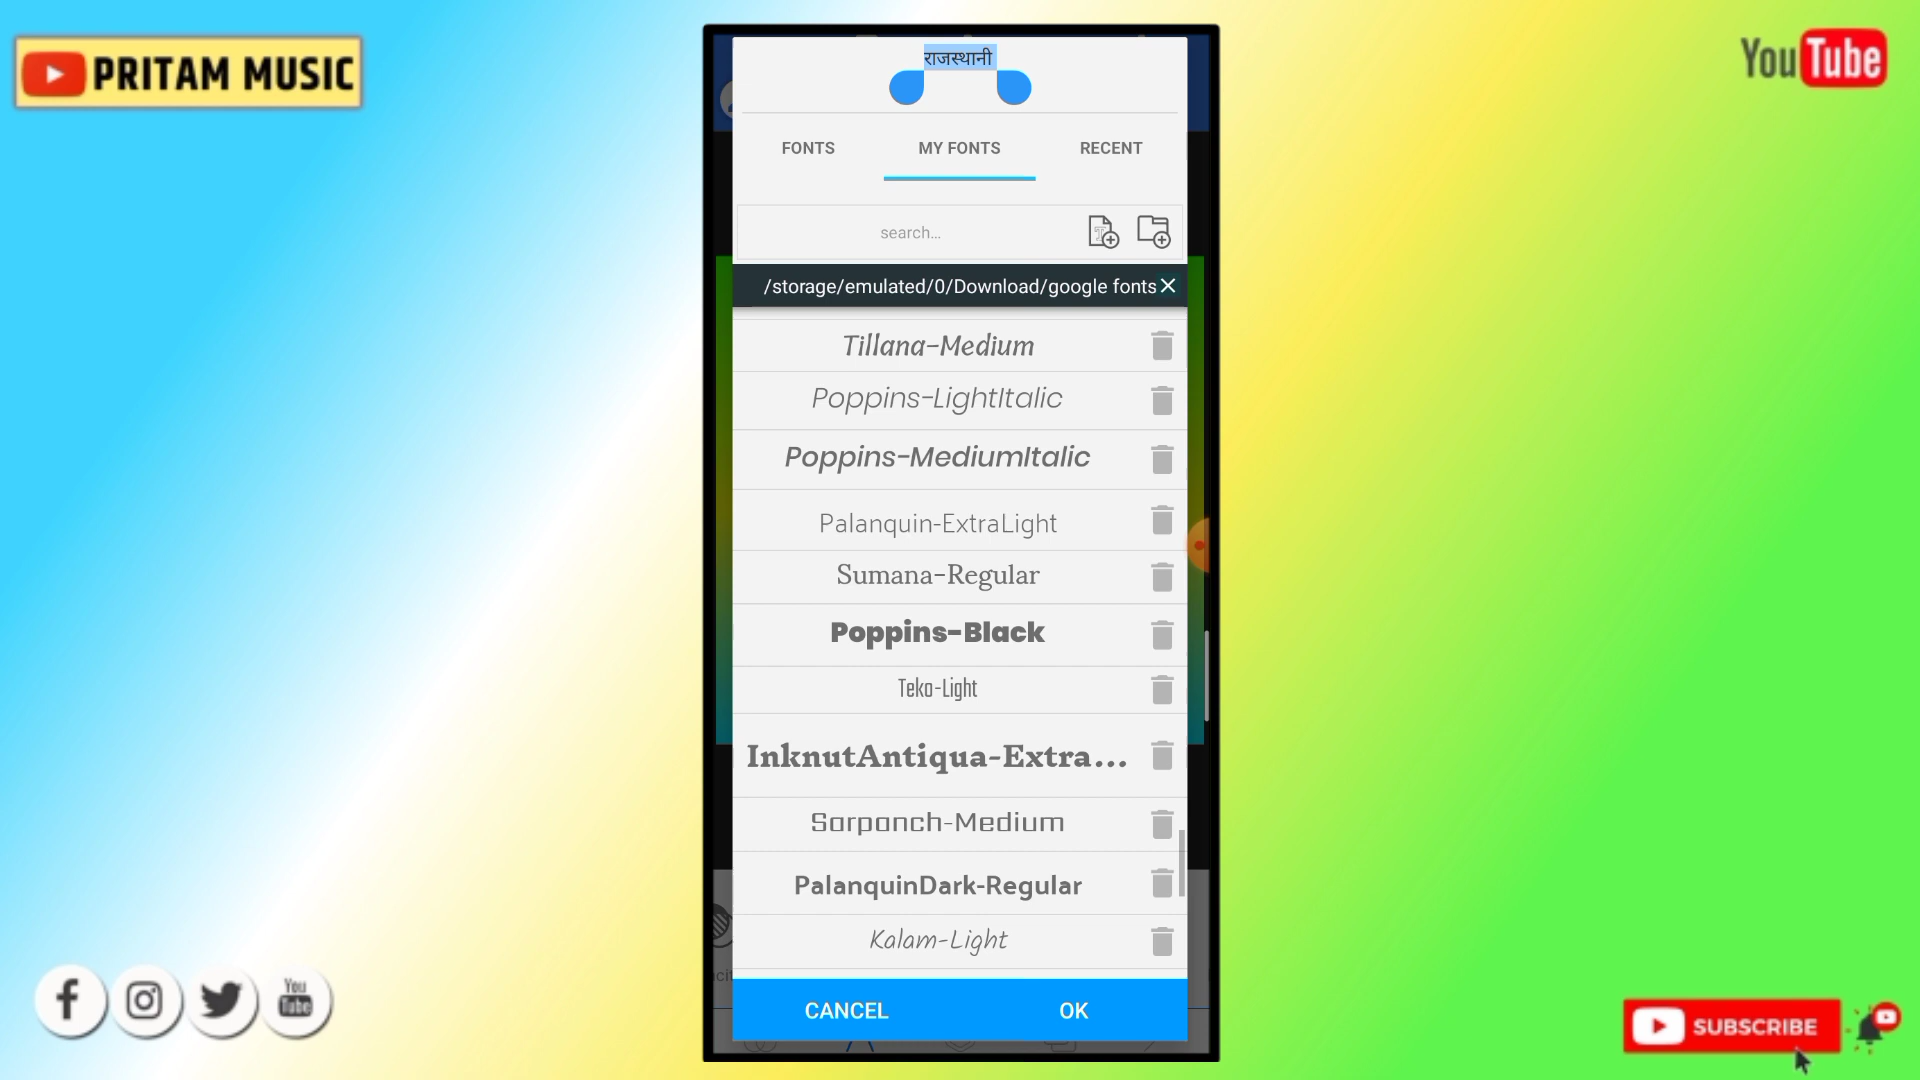 PRITAM MUSIC
YouTube
राजस्थानी
FONTS
MY FONTS
RECENT
search...
/storage/emulated/0/Download/google fonts
Tillana-Medium
Poppins-LightItalic
Poppins-MediumItalic
Palanquin-ExtraLight
Sumana-Regular
Poppins-Black
Teko-Light
InknutAntiqua-Extra...
Sarpanch-Medium
PalanquinDark-Regular
Kalam-Light
CANCEL
OK
You
Tube
SUBSCRIBE